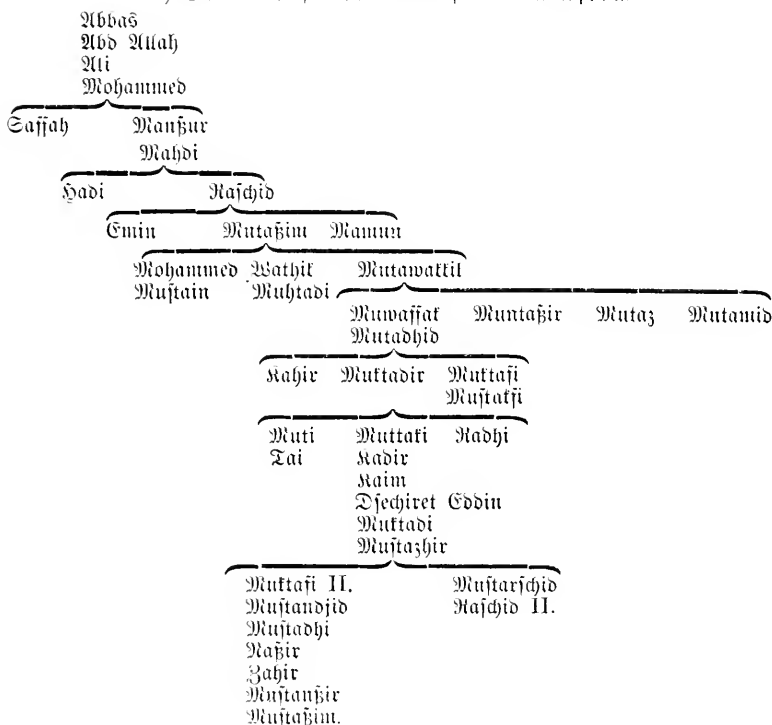 Abbas
Abd Allah
Ali
Mohammed
Saffah Manßur
Mahdi
Hadi Raschid
Emin Mutaßim Mamun
Mohammed Wathik Mutawakkil
Mustain Muhtadi
Muwaffak Muntaßir Mutaz Mutamid
Mutadhid
Kahir Muktadir Muktafi
Mustakfi
Muti Muttaki Radhi
Tai Kadir
Kaim
Dsechiret Eddin
Muktadi
Mustazhir
Muktafi II. Mustarschid
Mustandjid Raschid II.
Mustadhi
Naßir
Zahir
Mustanßir
Mustaßim.